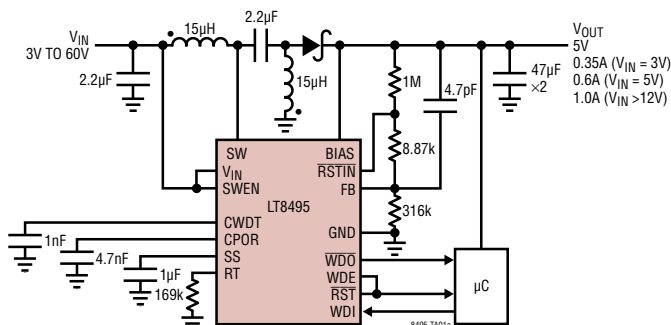 VIN
3V TO 60V
15µH
2.2µF
VOUT
5V
0.35A (VIN = 3V)
0.6A (VIN = 5V)
1.0A (VIN >12V)
2.2µF
15µH
1M
4.7pF
47µF
×2
8.87k
316k
SW
VIN
SWEN
CWDT
CPOR
SS
RT
LT8495
BIAS
RSTIN
FB
GND
WDO
WDE
RST
WDI
1nF
4.7nF
1µF
169k
µC
8495 TA01a